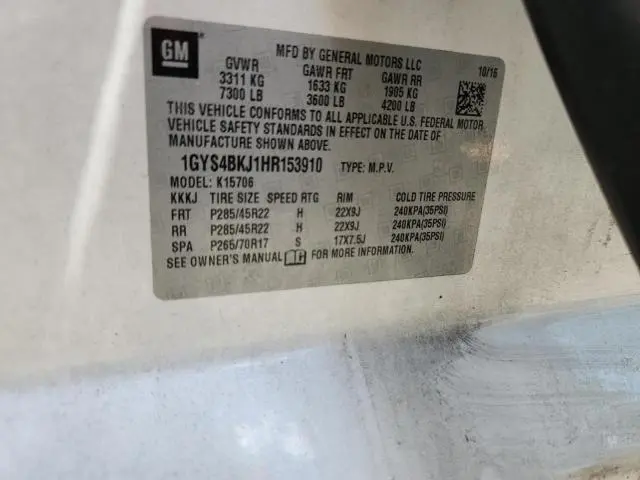 GM
MFD BY GENERAL MOTORS LLC
10/16
GVWR GAWR FRT GAWR RR
3311 KG 1633 KG 1905 KG
7300 LB 3600 LB 4200 LB
THIS VEHICLE CONFORMS TO ALL APPLICABLE U.S. FEDERAL MOTOR
VEHICLE SAFETY STANDARDS IN EFFECT ON THE DATE OF
MANUFACTURE SHOWN ABOVE.
1GYS4BKJ1HR153910 TYPE: M.P.V.
MODEL: K15706
KKKJ TIRE SIZE SPEED RTG RIM COLD TIRE PRESSURE
FRT P285/45R22 H 22X9J 240KPA(35PSI)
RR P285/45R22 H 22X9J 240KPA(35PSI)
SPA P265/70R17 S 17X7.5J 240KPA(35PSI)
SEE OWNER'S MANUAL FOR MORE INFORMATION.